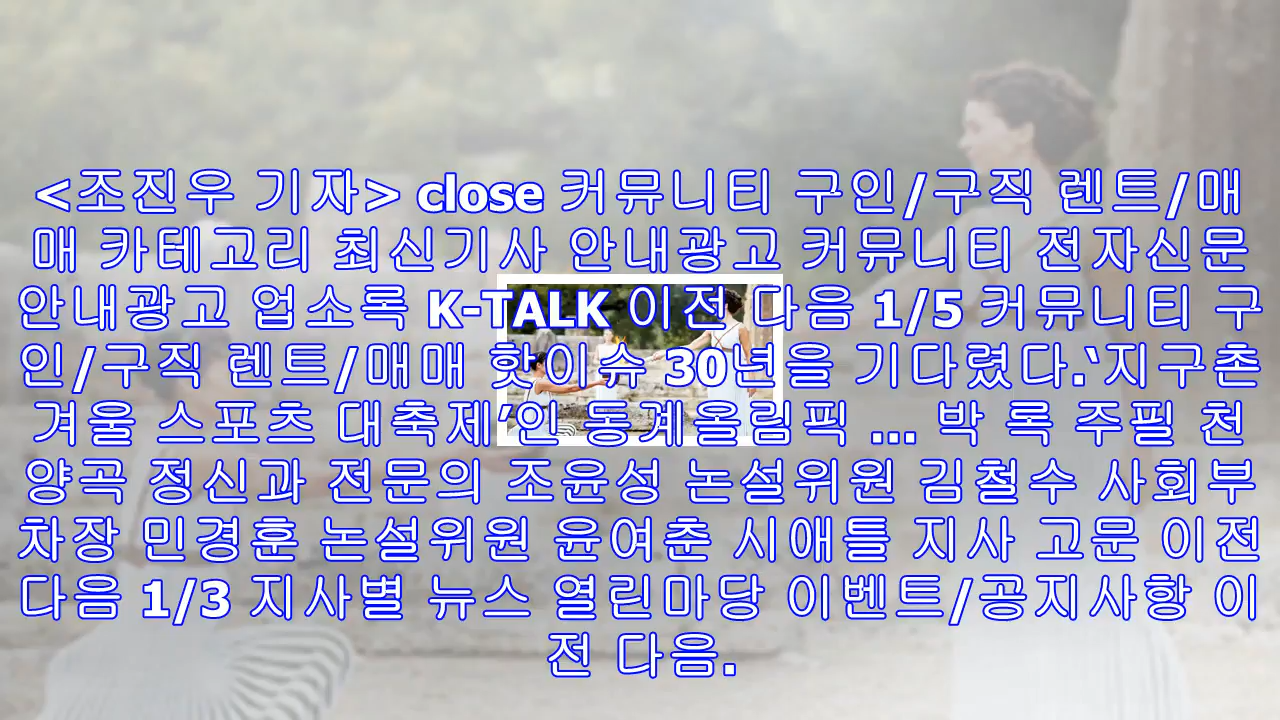 <조진우 기자> close 커뮤니티 구인/구직 렌트/매
매 카테고리 최신기사 안내광고 커뮤니티 전자신문
안내광고 업소록 K-TALK 이전 다음 1/5 커뮤니티 구
인/구직 렌트/매매 핫이슈 30년을 기다렸다.‘지구촌
겨울 스포츠 대축제’인 동계올림픽 ... 박 록 주필 천
양곡 정신과 전문의 조윤성 논설위원 김철수 사회부
차장 민경훈 논설위원 윤여춘 시애틀 지사 고문 이전
다음 1/3 지사별 뉴스 열린마당 이벤트/공지사항 이
전 다음.